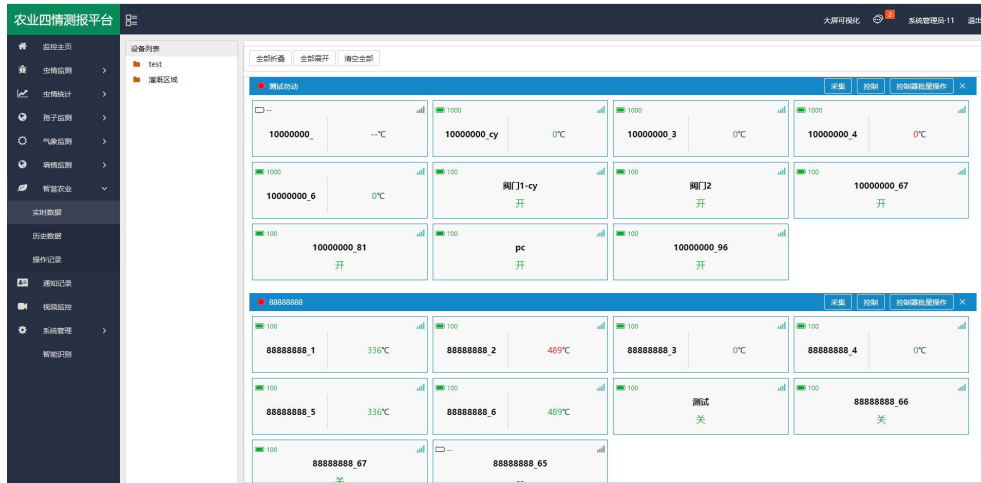 农业四情测报平台
大屏可视化 2 系统管理员-11 退出
监控主页
虫情监测
虫情统计
孢子监测
气象监测
墒情监测
智慧农业
实时数据
历史数据
操作记录
通知记录
视频监控
系统管理
智能识别
设备列表
test
灌溉区域
全部折叠 全部展开 清空全部
测试勿动 采集 控制 控制器批量操作 ×
-- 1000 1000 1000
10000000_ --°C 10000000_cy 0°C 10000000_3 0°C 10000000_4 0°C
1000 100 100 100
10000000_6 0°C 阀门1-cy 开 阀门2 开 10000000_67 开
100 100 100
10000000_81 开 pc 开 10000000_96 开
88888888 采集 控制 控制器批量操作 ×
100 100 100 100
88888888_1 336°C 88888888_2 489°C 88888888_3 0°C 88888888_4 0°C
100 100 100 100
88888888_5 336°C 88888888_6 489°C 测试 关 88888888_66 关
100 --
88888888_67 关 88888888_65 --